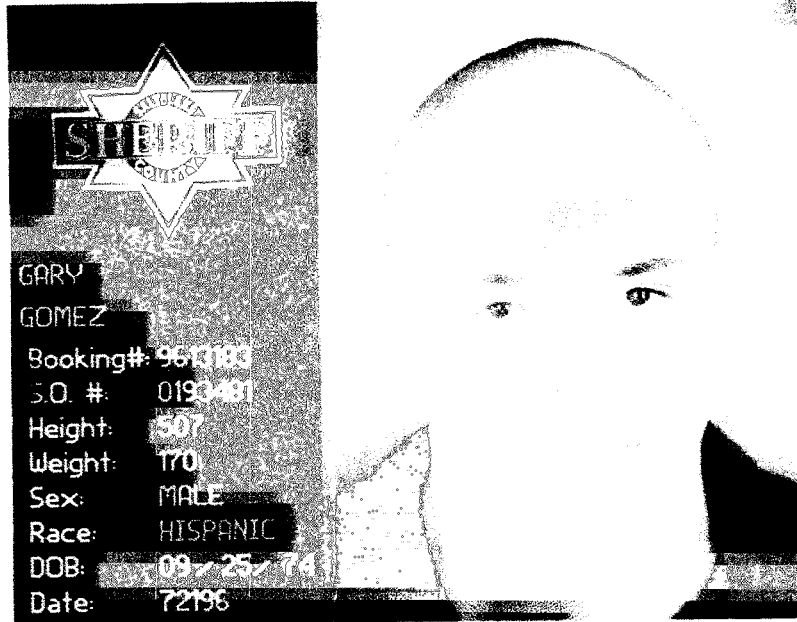 SHERIFF
COUNTY
GARY
GOMEZ
Booking#: 9613183
S.O. #: 0193481
Height: 507
Weight: 170
Sex: MALE
Race: HISPANIC
DOB: 09/25/74
Date: 72196